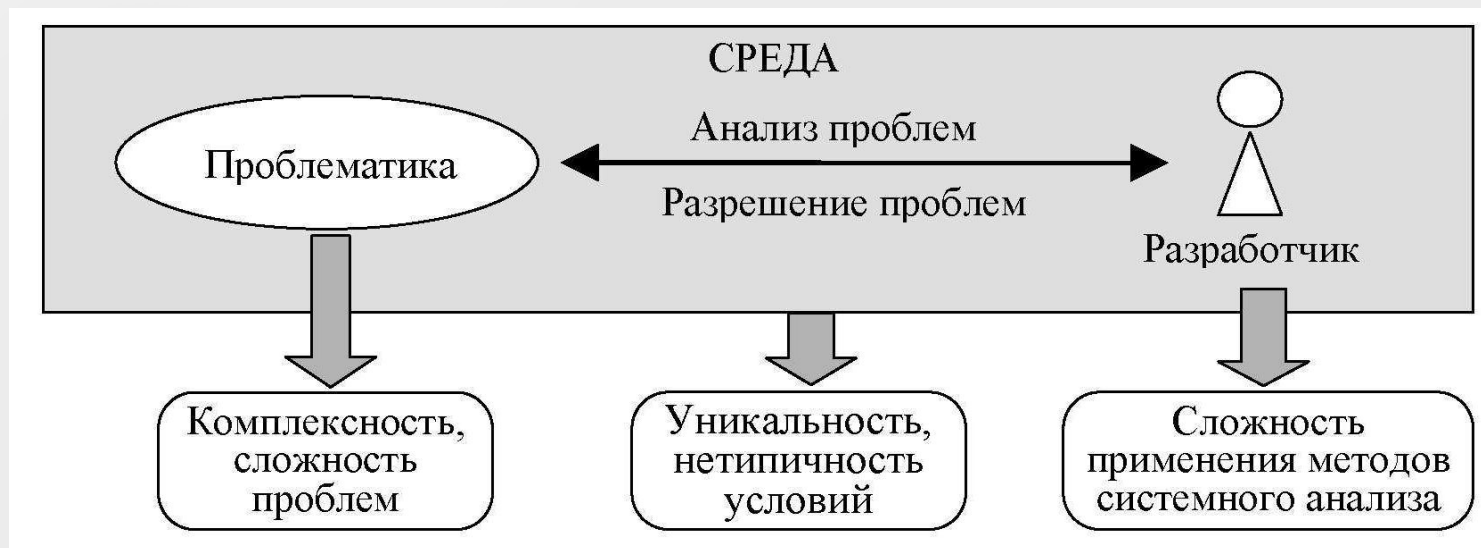 СРЕДА
Проблематика
Анализ проблем
Разрешение проблем
Разработчик
Комплексность,
сложность
проблем
Уникальность,
нетипичность
условий
Сложность
применения методов
системного анализа